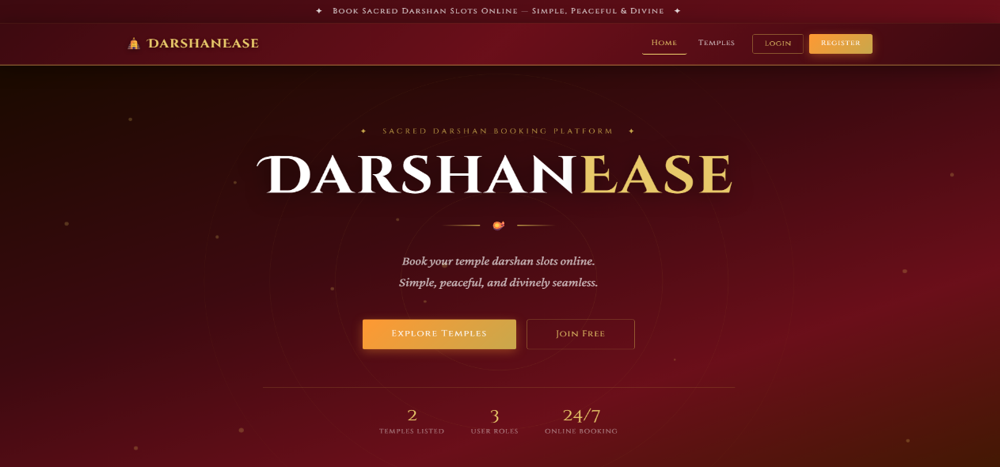 ✦ Book Sacred Darshan Slots Online — Simple, Peaceful & Divine ✦
DarshanEase
Home Temples Login Register
✦ SACRED DARSHAN BOOKING PLATFORM ✦
DarshanEase
Book your temple darshan slots online.
Simple, peaceful, and divinely seamless.
Explore Temples Join Free
2 3 24/7
TEMPLES LISTED USER ROLES ONLINE BOOKING